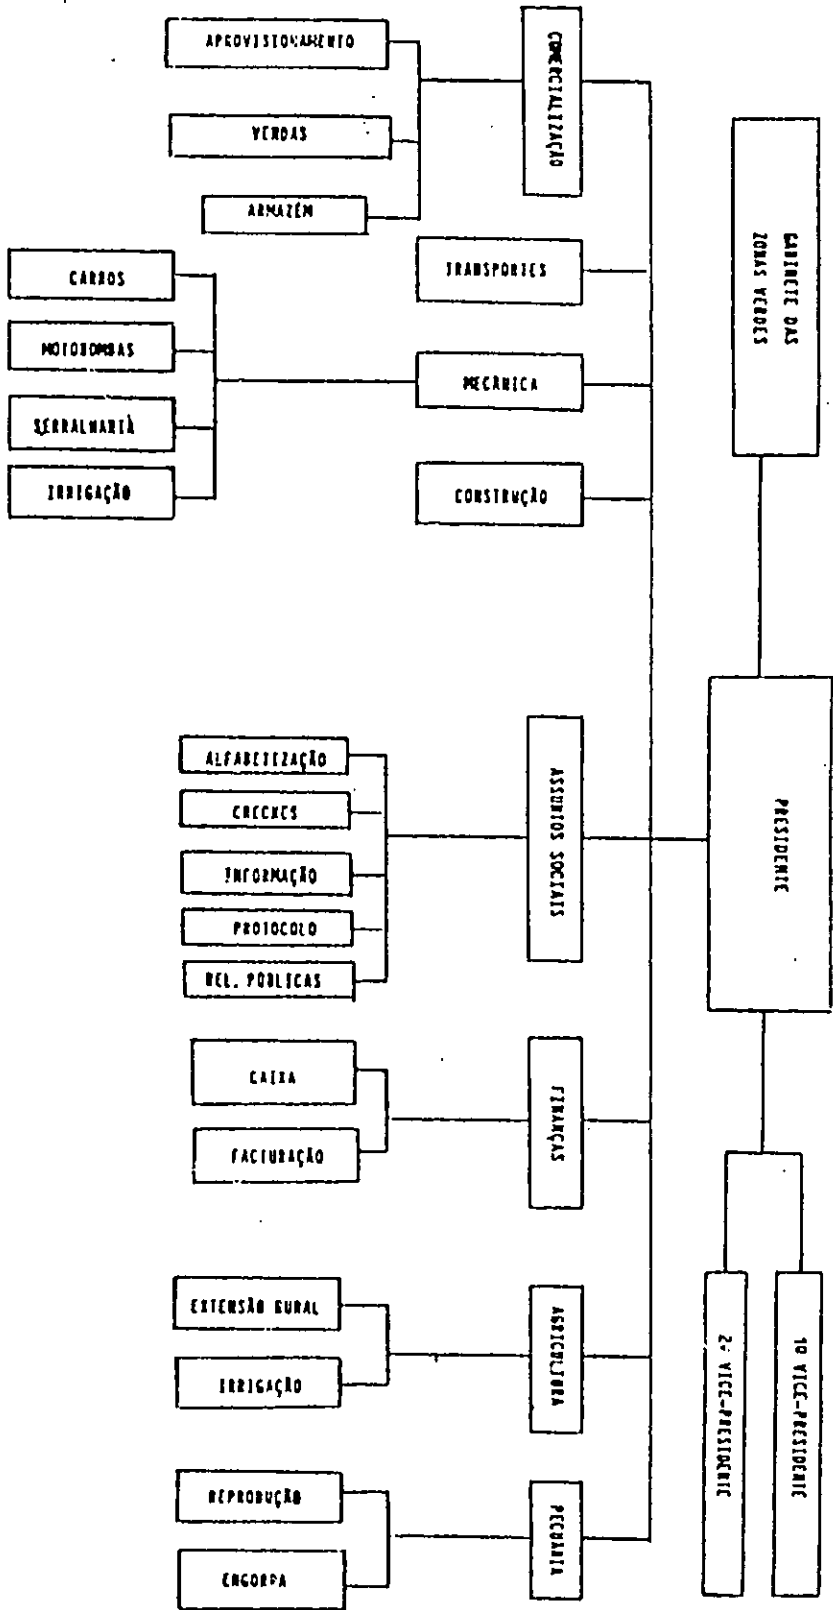 GABINETE DAS
ZONAS VERDES
PRESIDENTE
1º VICE-PRESIDENTE
2º VICE-PRESIDENTE
COMERCIALIZAÇÃO
APROVISIONAMENTO
VENDAS
ARMAZÉM
TRANSPORTES
MECÂNICA
CARROS
MOTOBOMBAS
SERRALHARIA
IRRIGAÇÃO
CONSTRUÇÃO
ASSUNTOS SOCIAIS
ALFABETIZAÇÃO
CRECHES
INFORMAÇÃO
PROTOCOLO
REL. PÚBLICAS
FINANÇAS
CAIXA
FACTURAÇÃO
AGRICULTURA
EXTENSÃO RURAL
IRRIGAÇÃO
PECUARIA
REPRODUÇÃO
ENGORDA